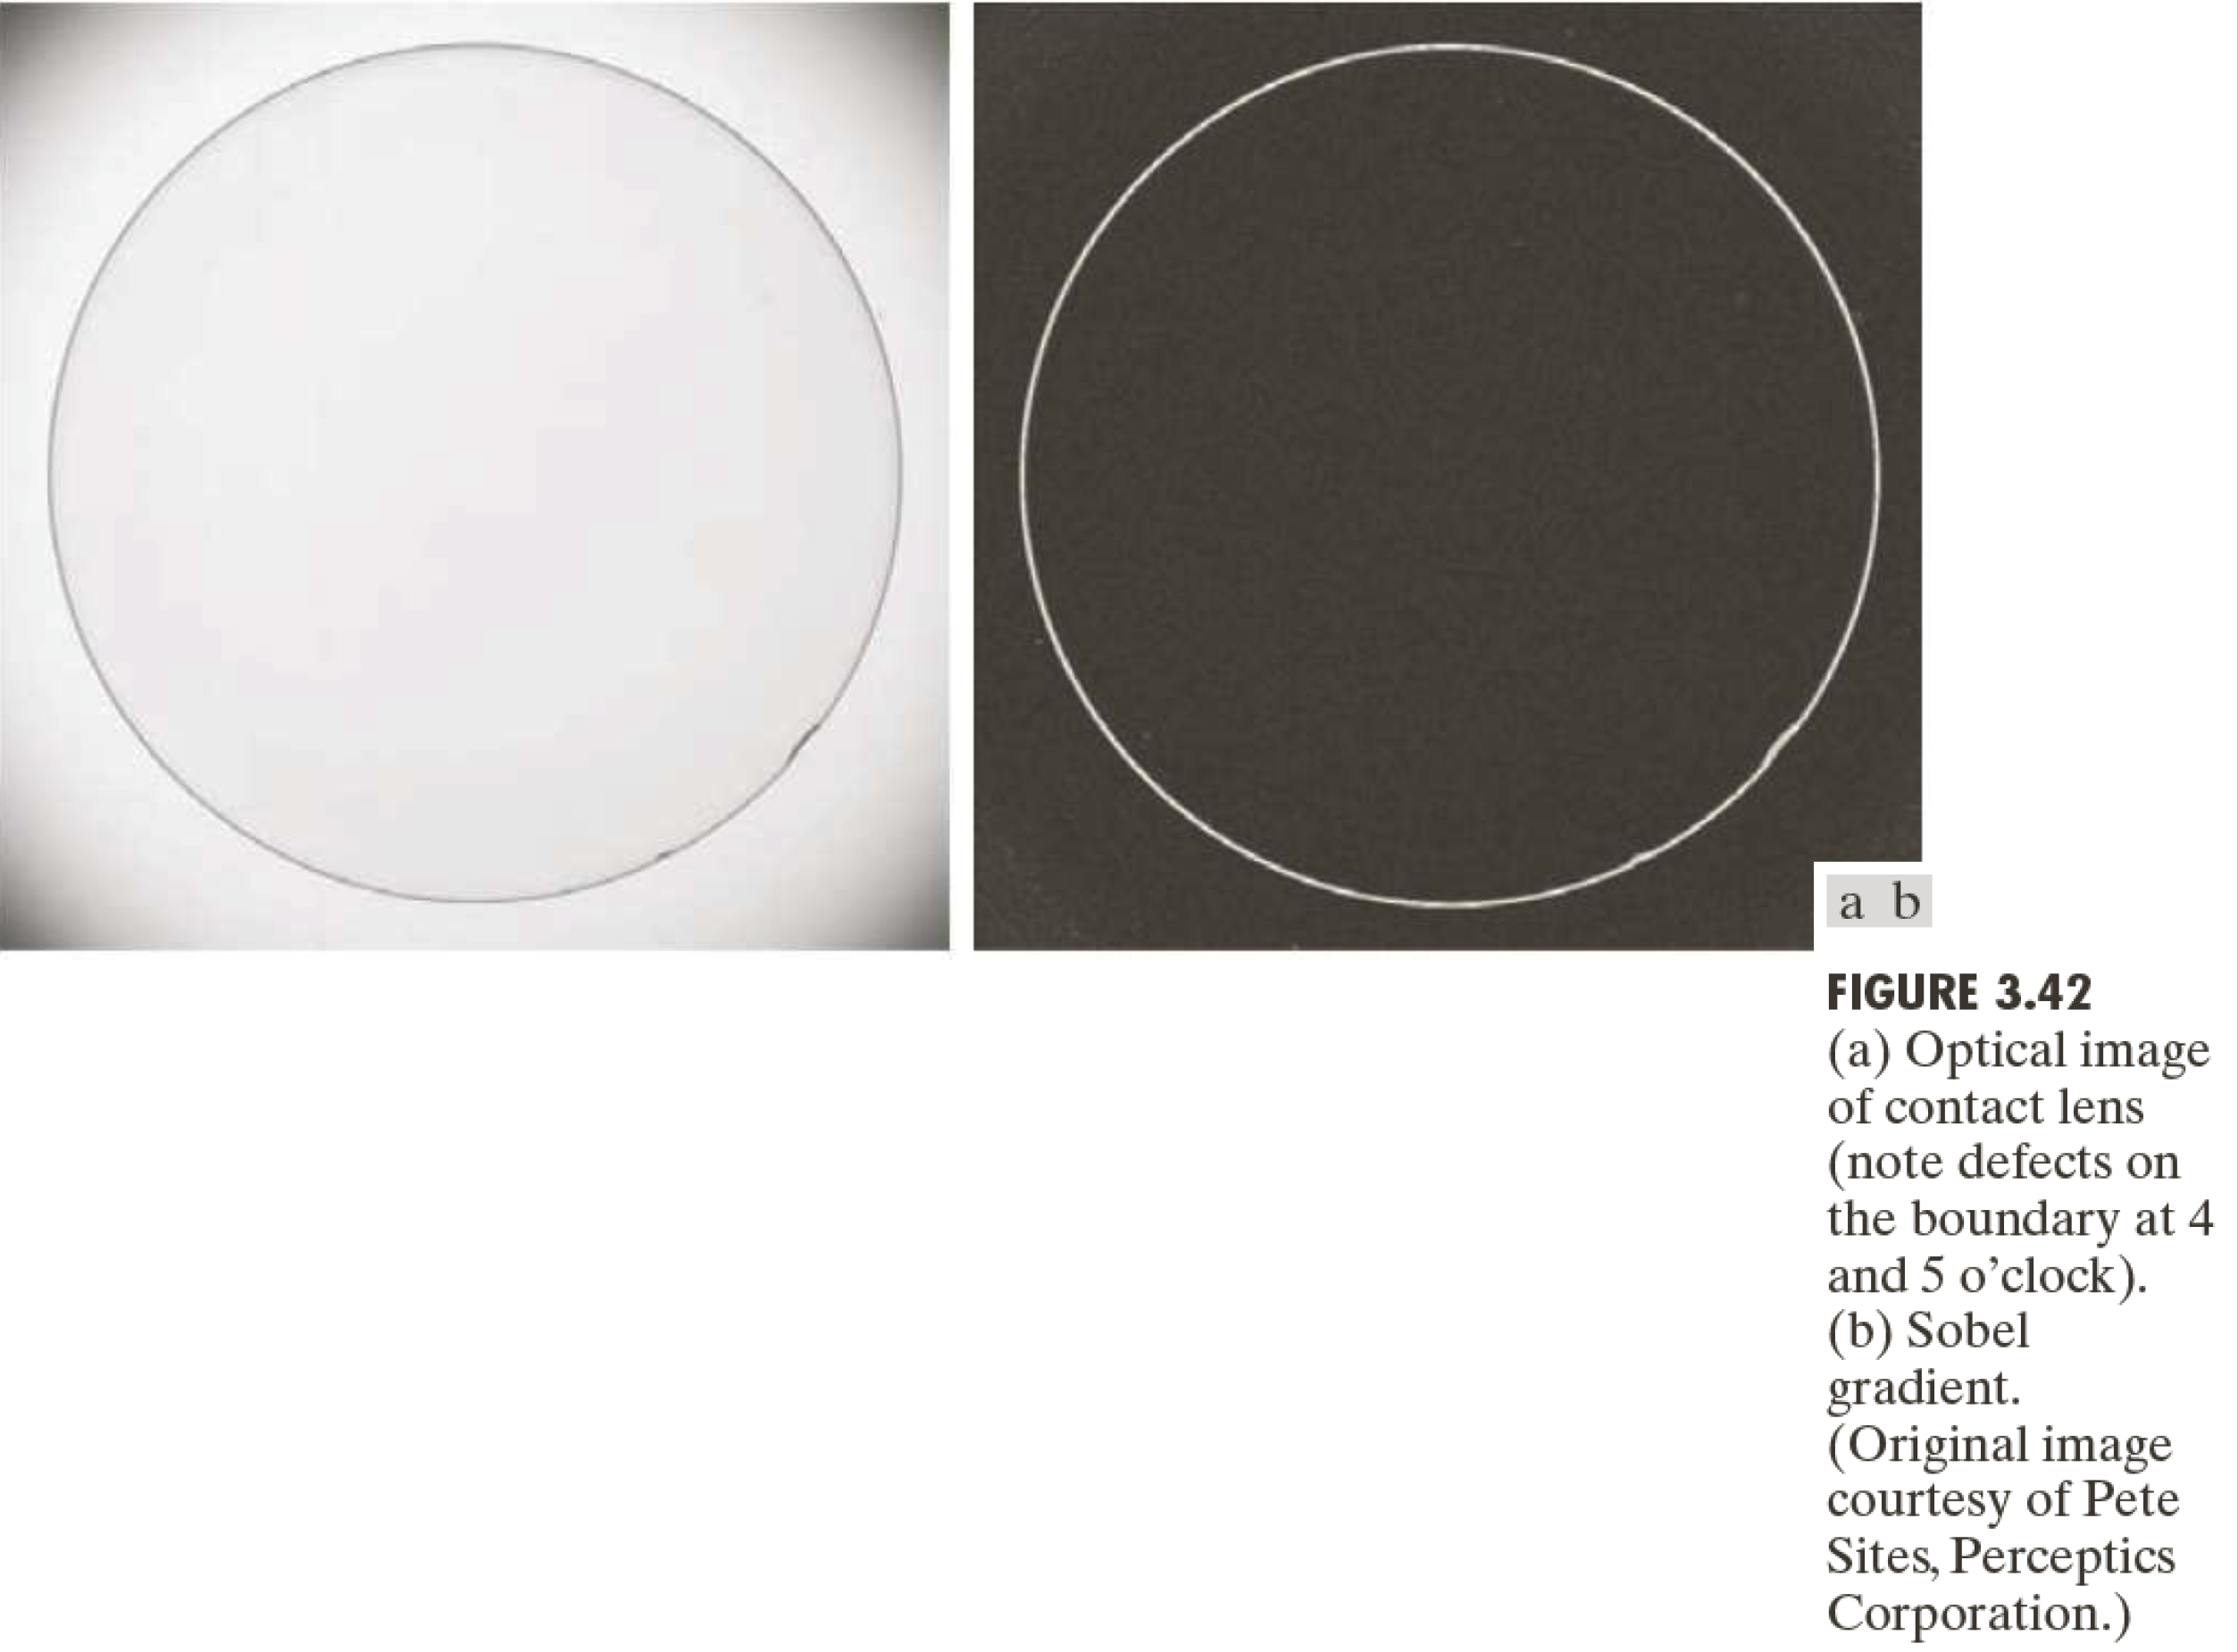 a b
FIGURE 3.42
(a) Optical image
of contact lens
(note defects on
the boundary at 4
and 5 o’clock).
(b) Sobel
gradient.
(Original image
courtesy of Pete
Sites, Perceptics
Corporation.)